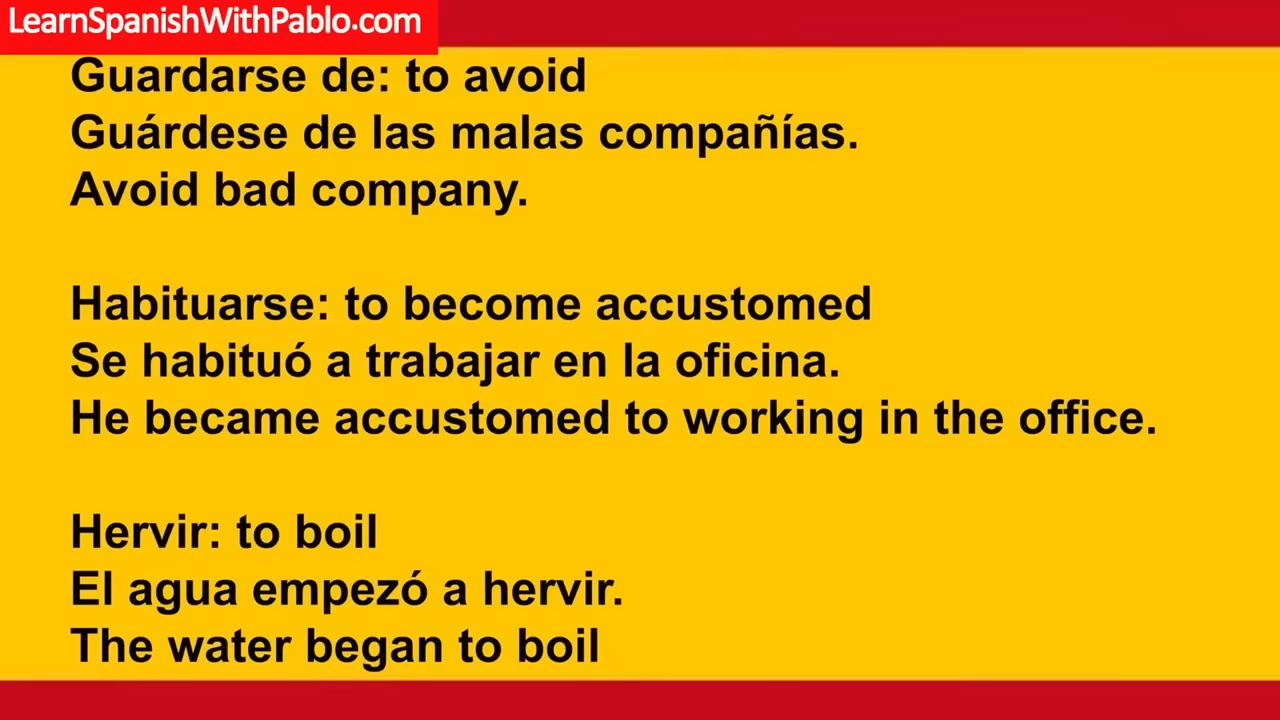 LearnSpanishWithPablo.com
Guardarse de: to avoid
Guárdese de las malas compañías.
Avoid bad company.
Habituarse: to become accustomed
Se habituó a trabajar en la oficina.
He became accustomed to working in the office.
Hervir: to boil
El agua empezó a hervir.
The water began to boil